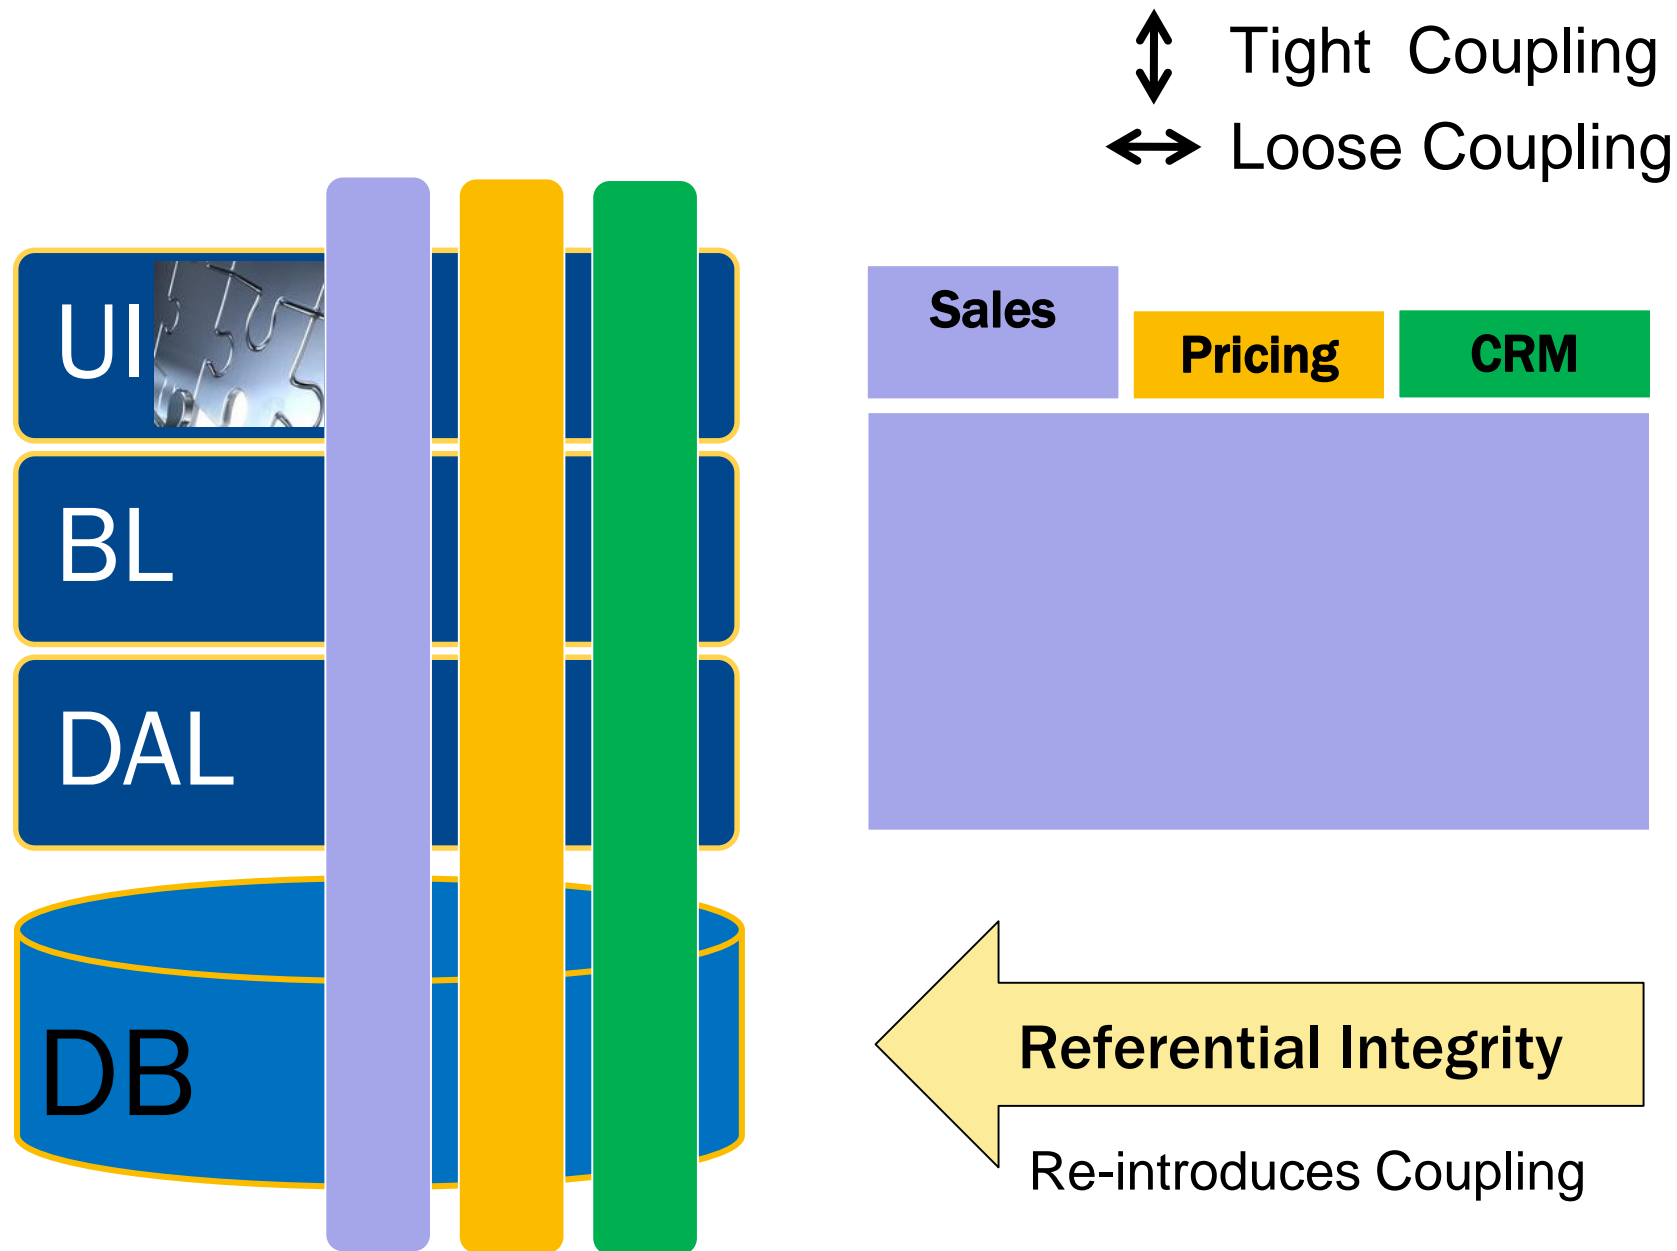 Tight Coupling
Loose Coupling
UI
BL
DAL
DB
Sales
Pricing
CRM
Referential Integrity
Re-introduces Coupling